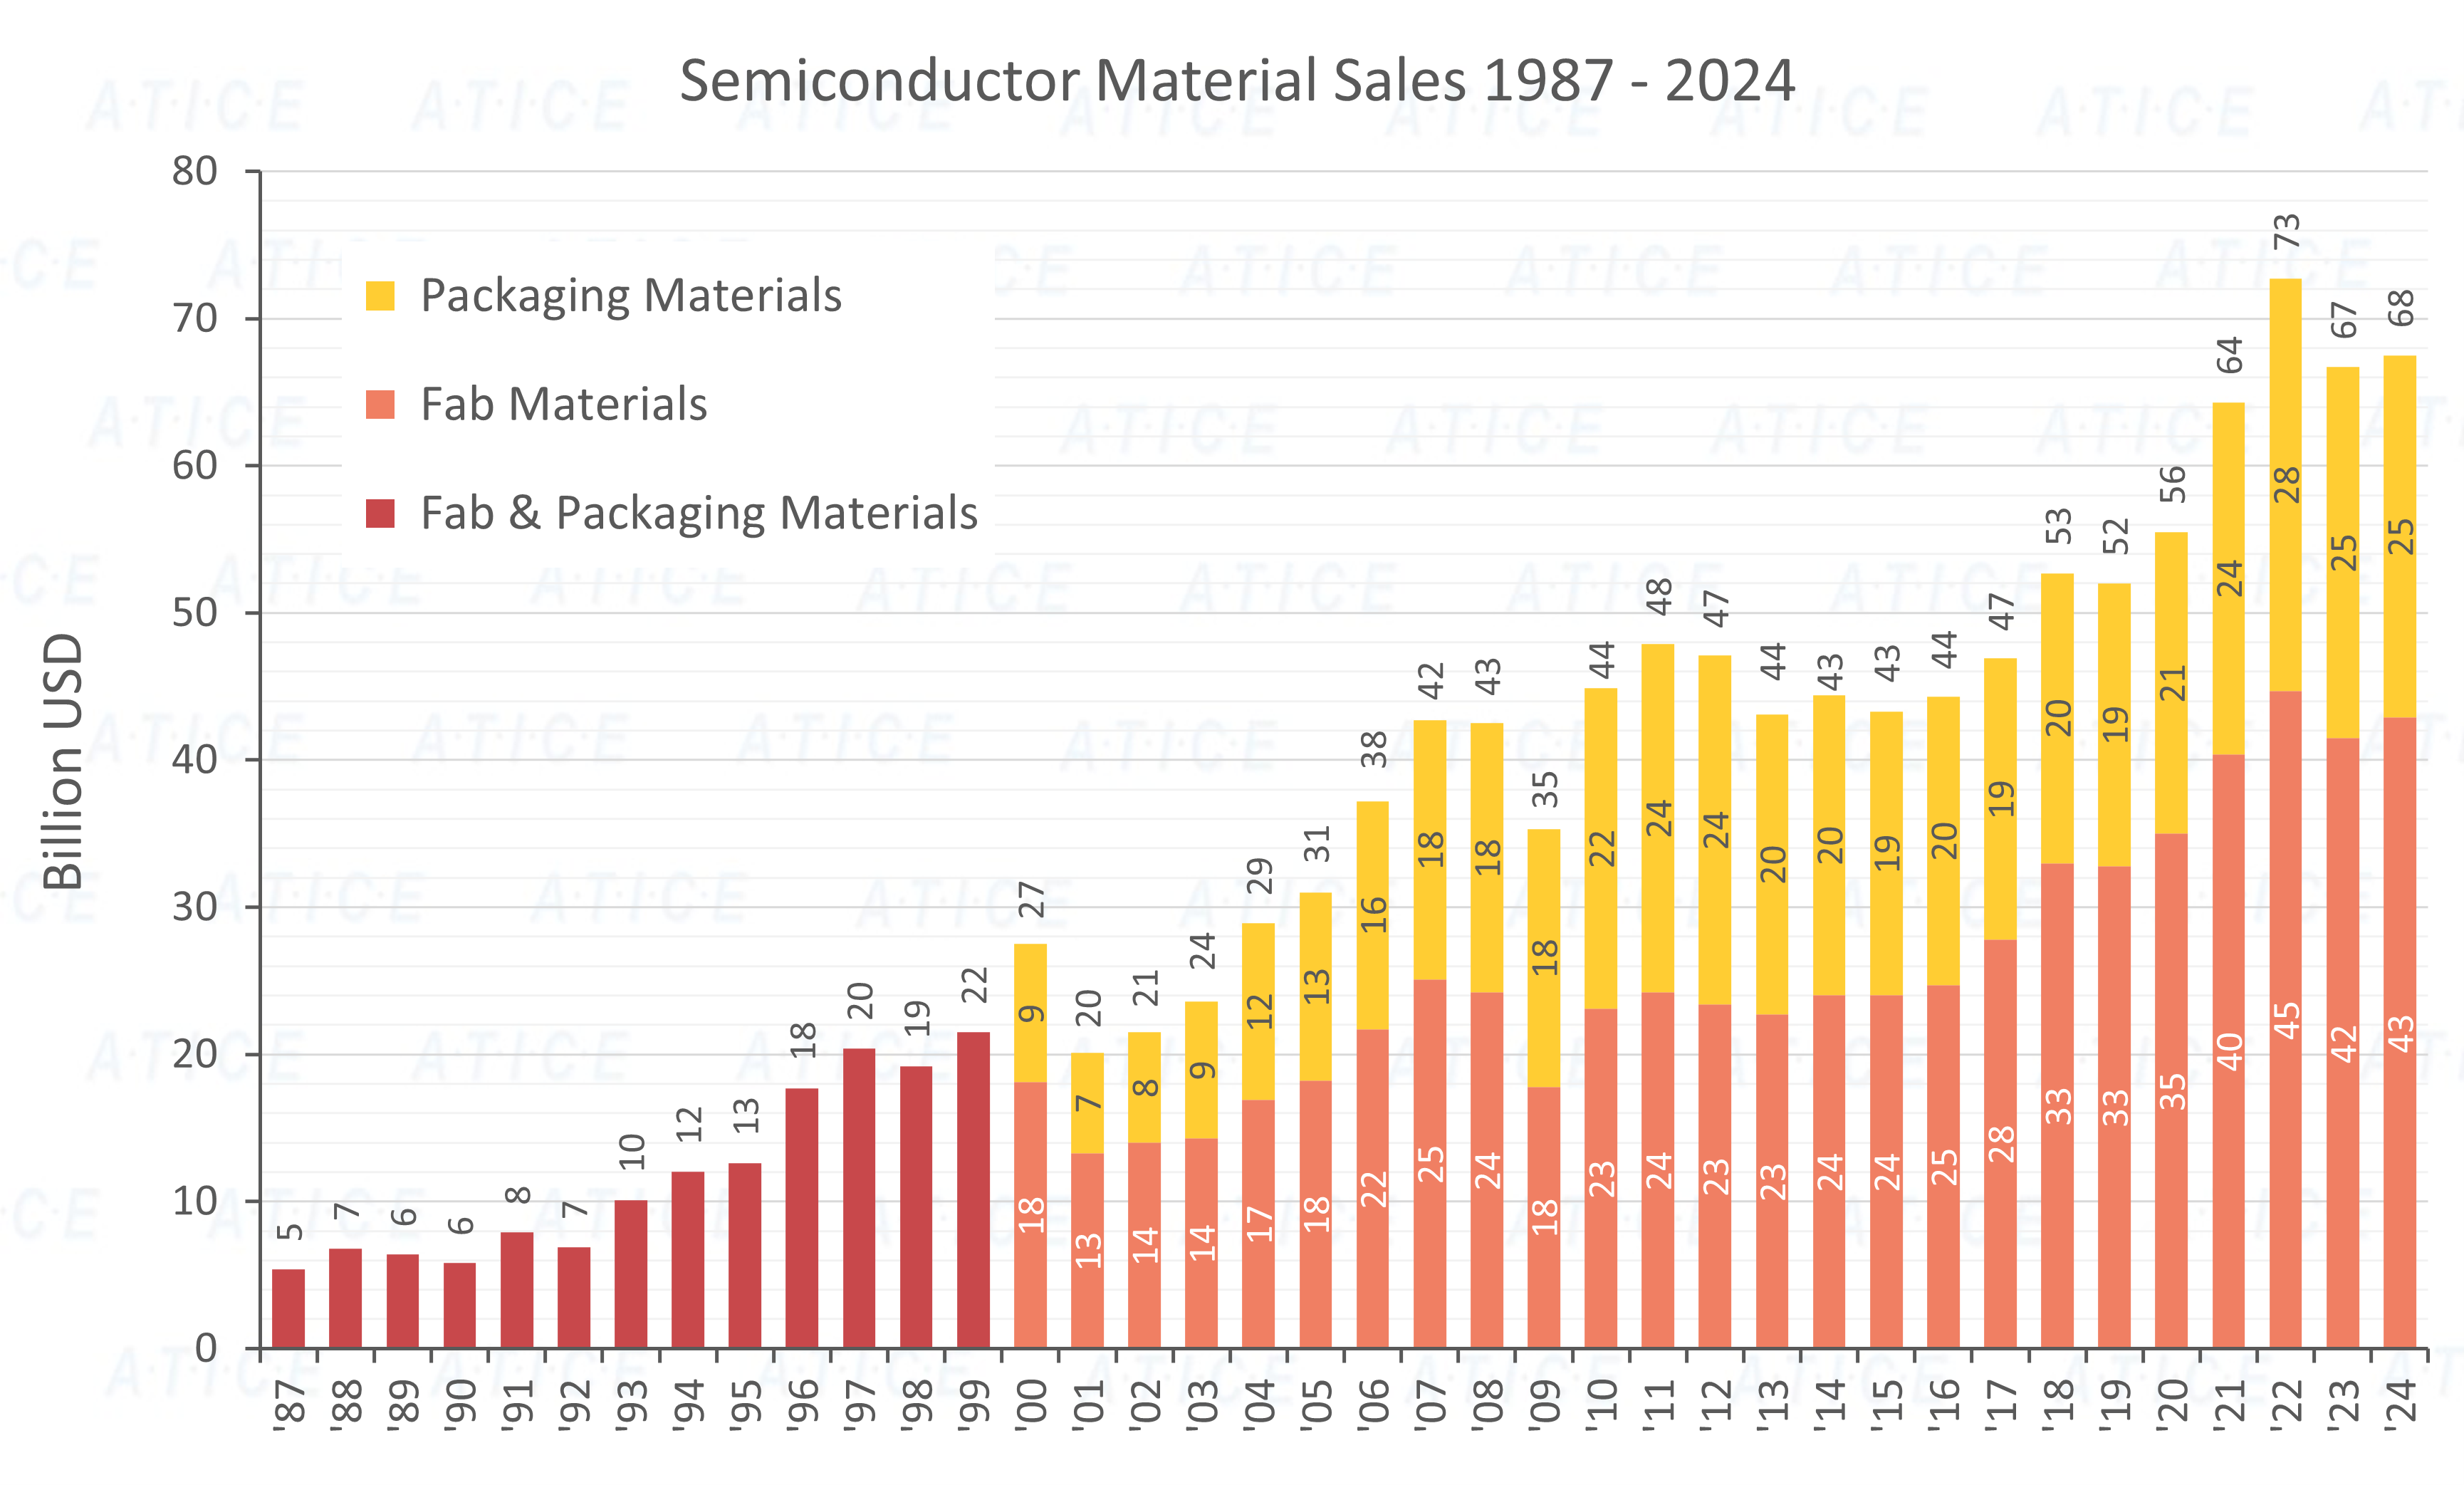 Semiconductor Material Sales 1987 - 2024
Billion USD
80
70
60
50
40
30
20
10
0
Packaging Materials
Fab Materials
Fab & Packaging Materials
5 7 6 6 8 7 10 12 13 18 20 19 22 27 20 21 24 29 31 38 42 43 35 44 48 47 44 43 43 44 47 53 52 56 64 73 67 68
9 7 8 9 12 13 16 18 18 18 22 24 24 20 20 19 20 19 20 19 21 24 28 25 25
18 13 14 14 17 18 22 25 24 18 23 24 23 23 24 24 25 28 33 33 35 40 45 42 43
'87 '88 '89 '90 '91 '92 '93 '94 '95 '96 '97 '98 '99 '00 '01 '02 '03 '04 '05 '06 '07 '08 '09 '10 '11 '12 '13 '14 '15 '16 '17 '18 '19 '20 '21 '22 '23 '24
A·T·I·C·E